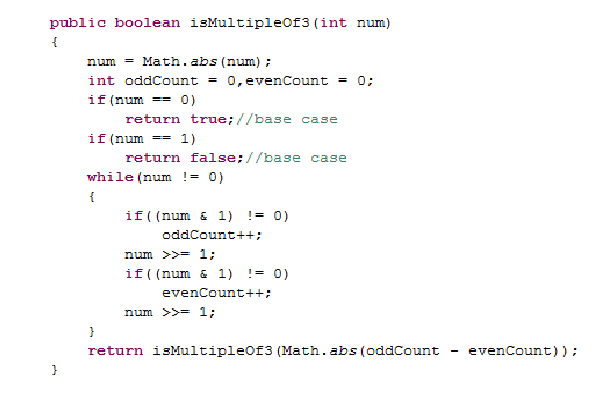 public boolean isMultipleOf3(int num)
{
num = Math.abs(num);
int oddCount = 0,evenCount = 0;
if(num == 0)
return true;//base case
if(num == 1)
return false;//base case
while(num != 0)
{
if((num & 1) != 0)
oddCount++;
num >>= 1;
if((num & 1) != 0)
evenCount++;
num >>= 1;
}
return isMultipleOf3(Math.abs(oddCount - evenCount));
}